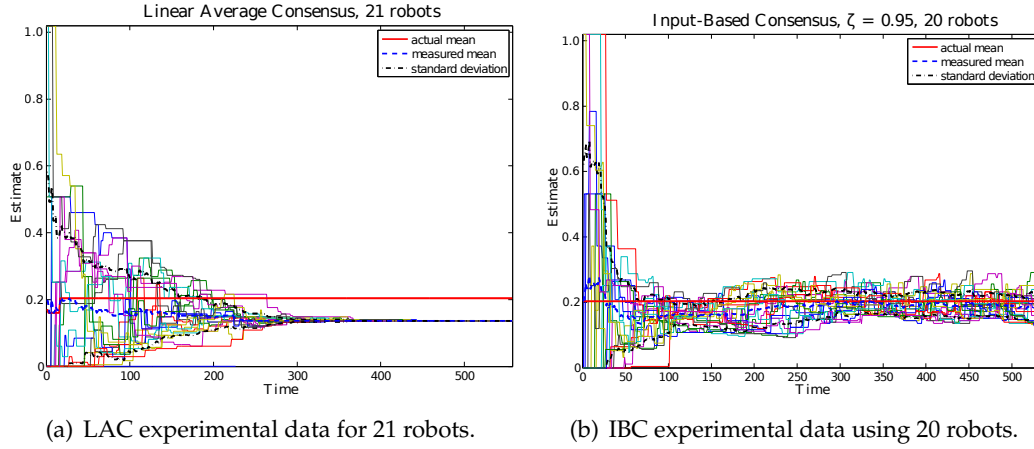 Linear Average Consensus, 21 robots
1.0
0.8
0.6
0.4
0.2
0
Estimate
actual mean
measured mean
standard deviation
0 100 200 300 400 500
Time
(a) LAC experimental data for 21 robots.
Input-Based Consensus, ζ = 0.95, 20 robots
1.0
0.8
0.6
0.4
0.2
0.0
Estimate
actual mean
measured mean
standard deviation
0 50 100 150 200 250 300 350 400 450 500
Time
(b) IBC experimental data using 20 robots.